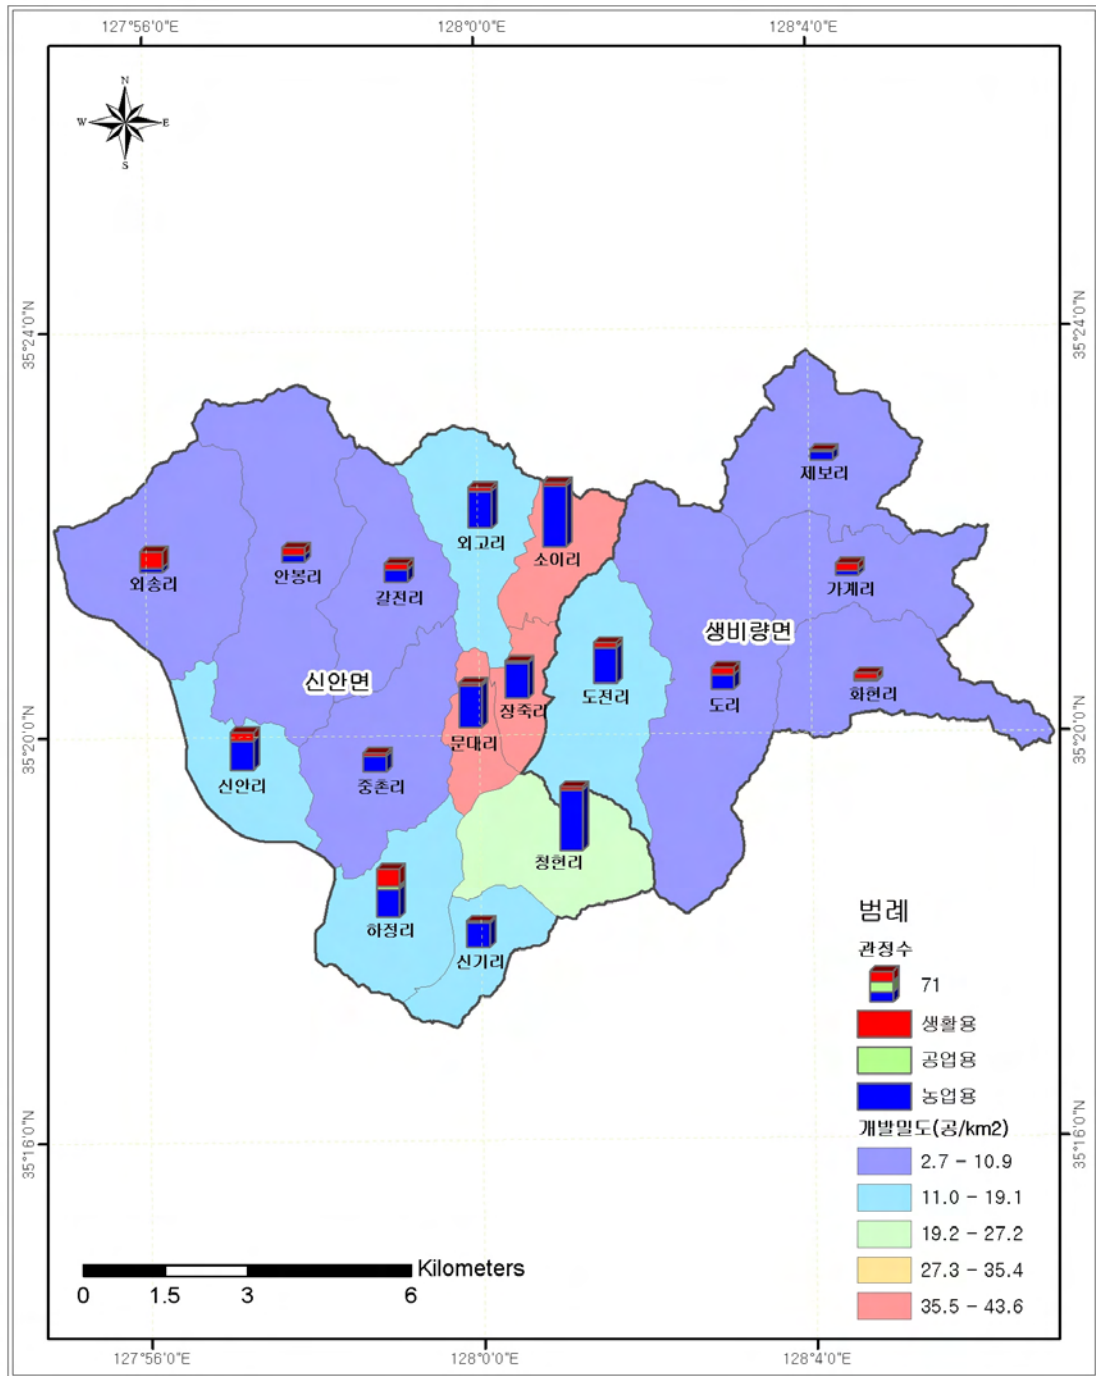 127°56'0"E
128°0'0"E
128°4'0"E
N
W
E
S
35°24'0"N
35°24'0"N
제보리
외고리
소이리
외송리
안봉리
갈전리
가계리
생비량면
신안면
장죽리
도전리
도리
화현리
35°20'0"N
35°20'0"N
문대리
신안리
중촌리
청현리
하정리
신기리
범례
관정수
71
생활용
공업용
농업용
개발밀도(공/km2)
2.7 - 10.9
11.0 - 19.1
19.2 - 27.2
27.3 - 35.4
35.5 - 43.6
35°16'0"N
35°16'0"N
Kilometers
0
1.5
3
6
127°56'0"E
128°0'0"E
128°4'0"E